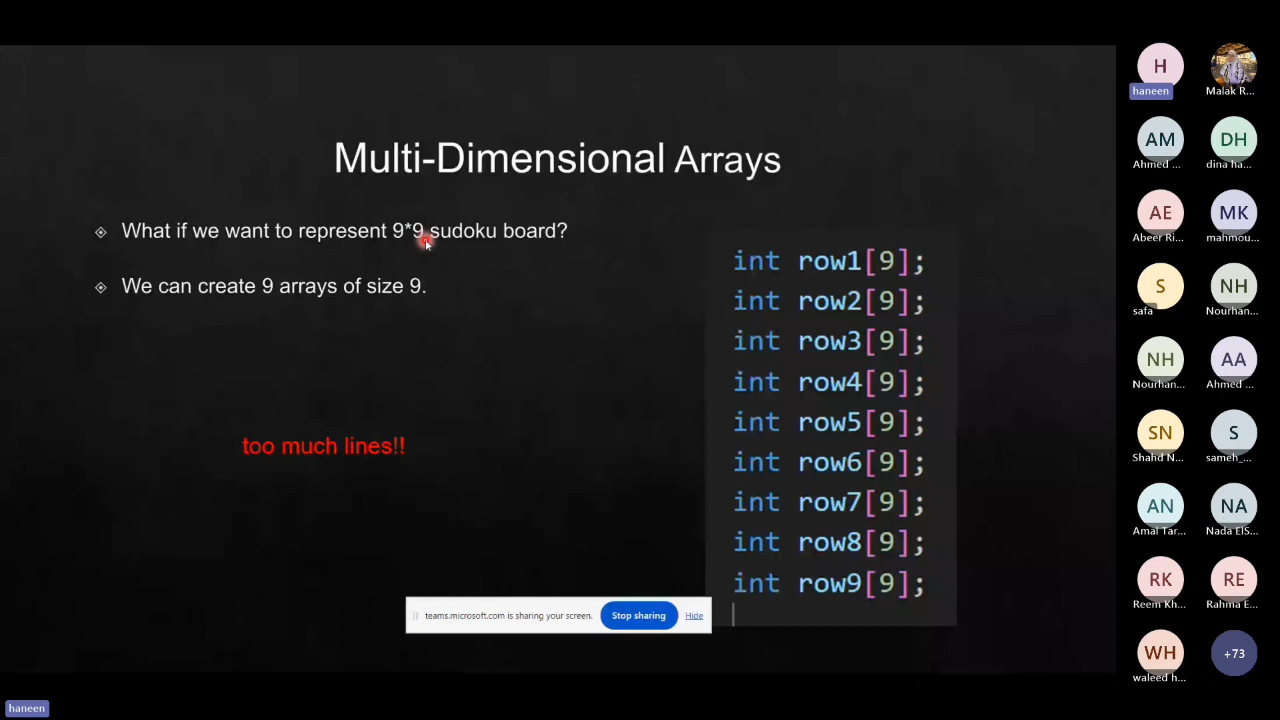 Multi-Dimensional Arrays
What if we want to represent 9*9 sudoku board?
We can create 9 arrays of size 9.
too much lines!!
int row1[9];
int row2[9];
int row3[9];
int row4[9];
int row5[9];
int row6[9];
int row7[9];
int row8[9];
int row9[9];
teams.microsoft.com is sharing your screen.
Stop sharing
Hide
H
haneen
Malak R...
AM
Ahmed ...
DH
dina ha...
AE
Abeer Ri...
MK
mahmou...
S
safa
NH
Nourhan...
NH
Nourhan...
AA
Ahmed ...
SN
Shahd N...
S
sameh_...
AN
Amal Tar...
NA
Nada ElS...
RK
Reem Kh...
RE
Rahma E...
WH
waleed h...
+73
haneen